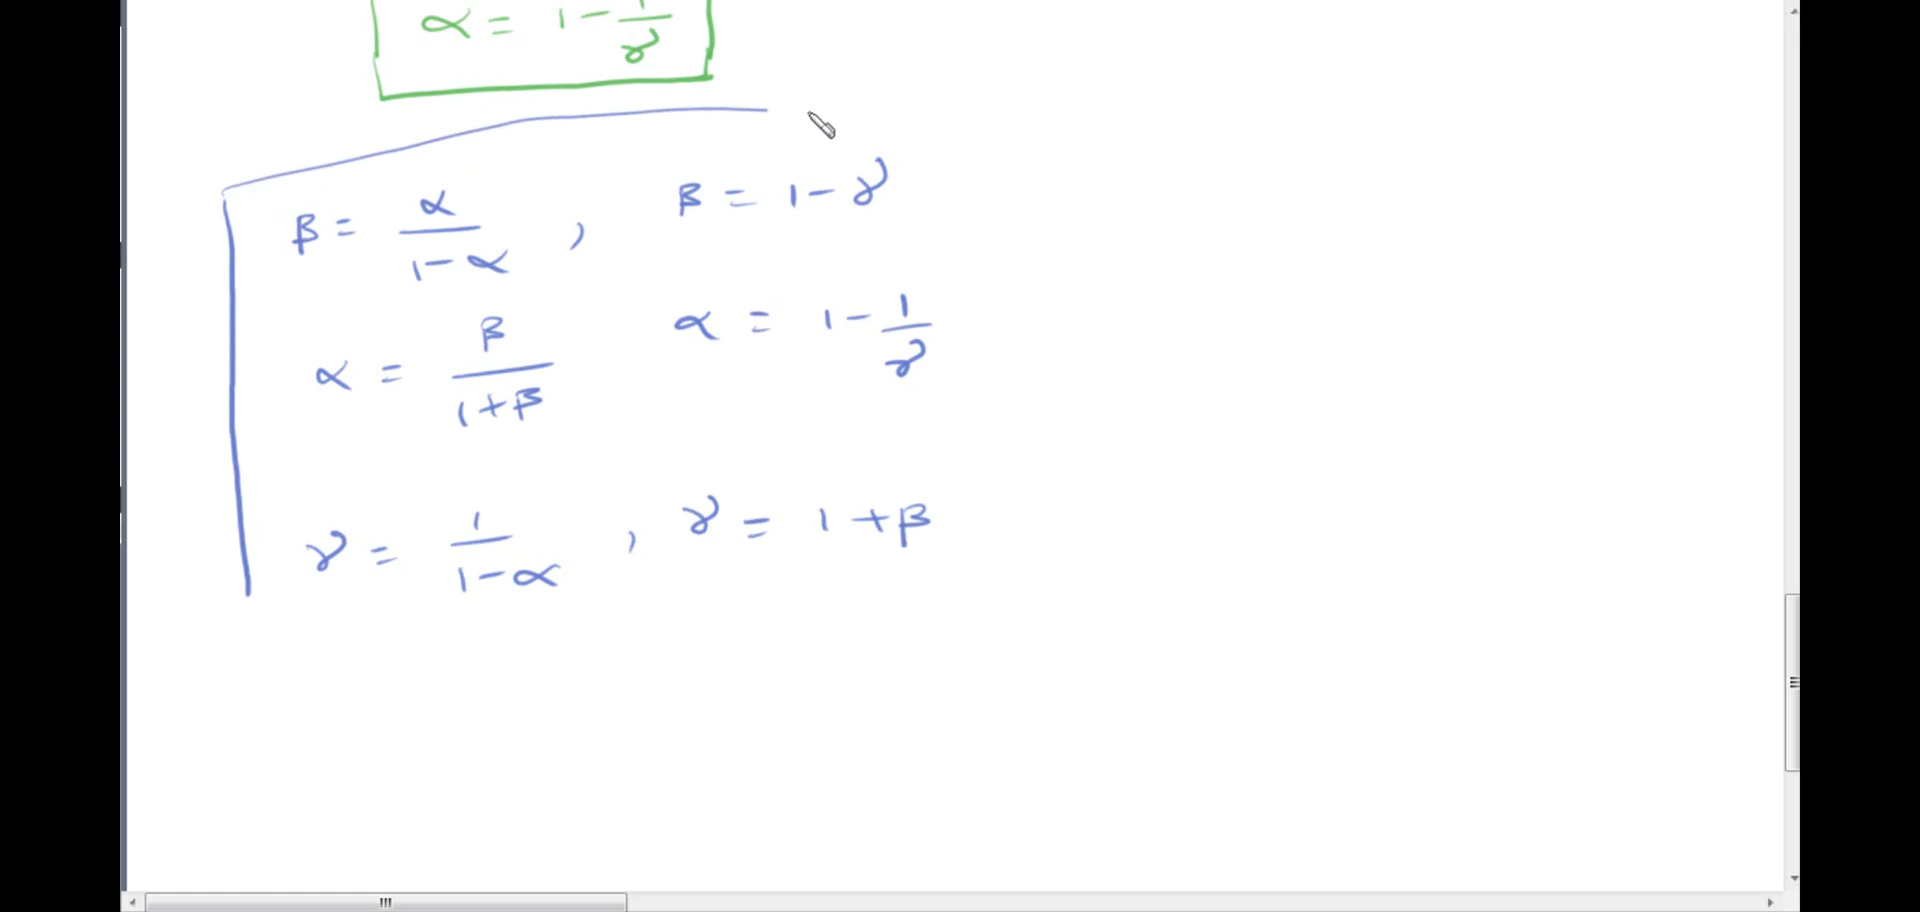 α = 1 - 1/γ
β = α/(1-α) , β = 1-γ
α = β/(1+β) α = 1 - 1/γ
γ = 1/(1-α) , γ = 1+β